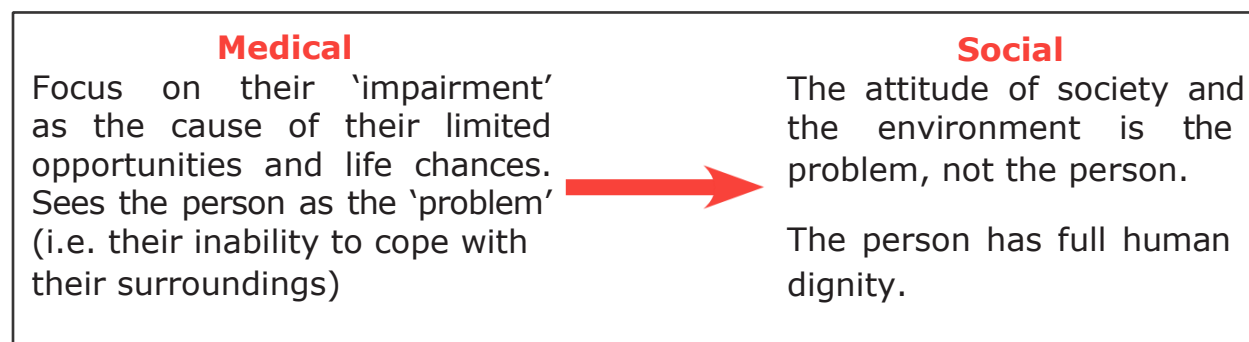 Medical
Focus on their ‘impairment’
as the cause of their limited
opportunities and life chances.
Sees the person as the ‘problem’
(i.e. their inability to cope with
their surroundings)
Social
The attitude of society and
the environment is the
problem, not the person.
The person has full human
dignity.